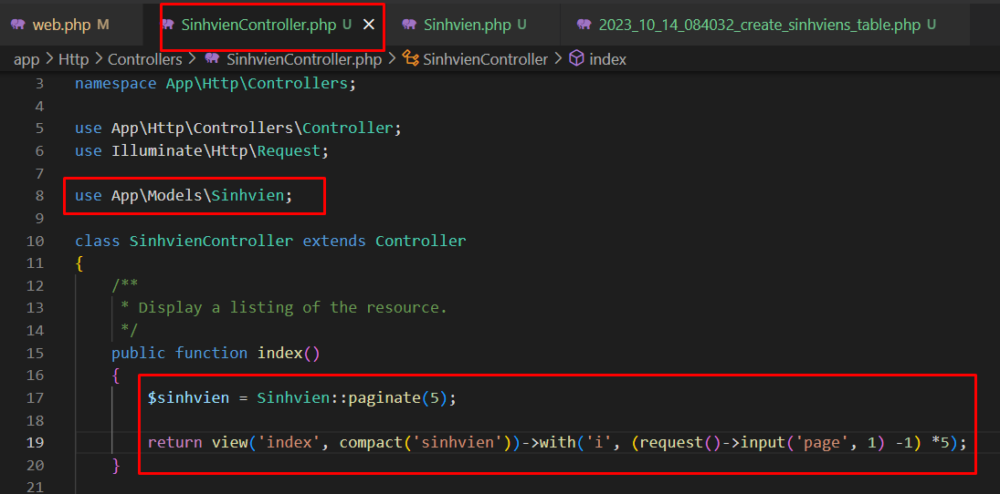 web.php M SinhvienController.php U Sinhvien.php U 2023_10_14_084032_create_sinhviens_table.php U
app > Http > Controllers > SinhvienController.php > SinhvienController > index
3 namespace App\Http\Controllers;
4
5 use App\Http\Controllers\Controller;
6 use Illuminate\Http\Request;
7
8 use App\Models\Sinhvien;
9
10 class SinhvienController extends Controller
11 {
12 /**
13 * Display a listing of the resource.
14 */
15 public function index()
16 {
17 $sinhvien = Sinhvien::paginate(5);
18
19 return view('index', compact('sinhvien'))->with('i', (request()->input('page', 1) -1) *5);
20 }
21